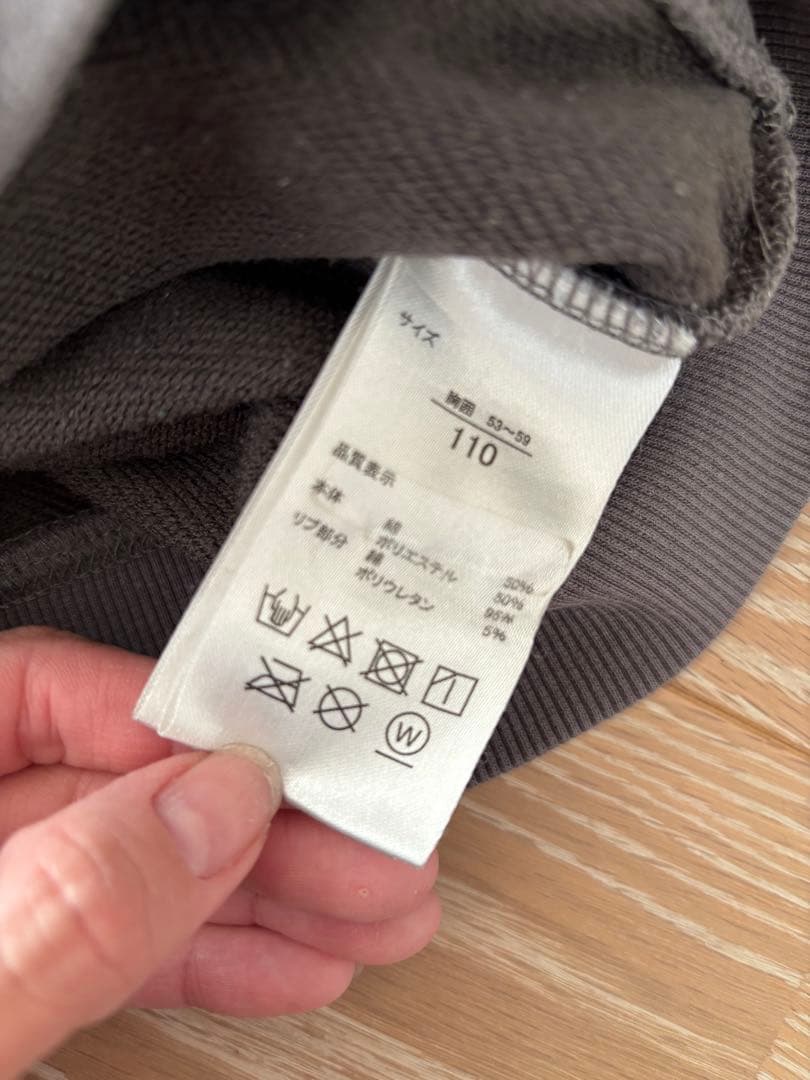 サイズ
胸囲 53~59
110
品質表示
本体 綿 50%
ポリエステル 50%
リブ部分 綿 95%
ポリウレタン 5%
W